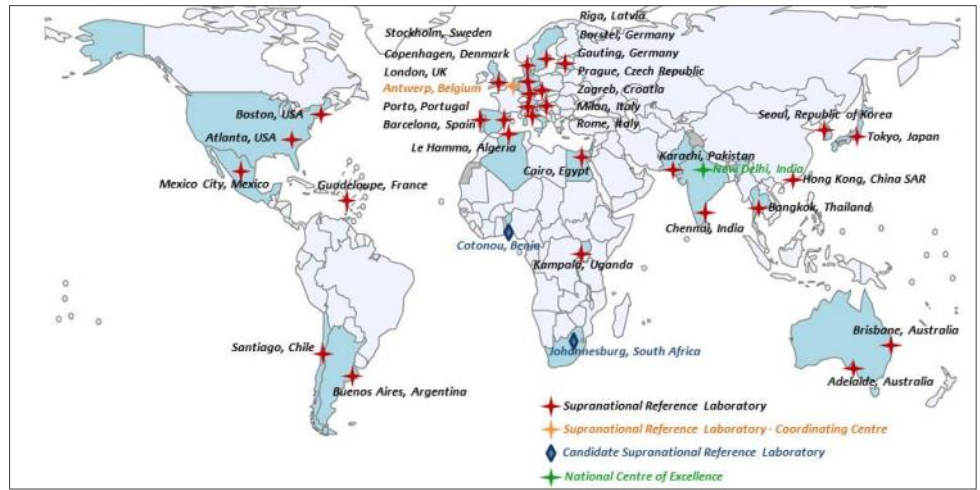 Riga, Latvia
Stockholm, Sweden
Borstel, Germany
Copenhagen, Denmark
Gauting, Germany
London, UK
Prague, Czech Republic
Antwerp, Belgium
Zagreb, Croatia
Porto, Portugal
Milan, Italy
Barcelona, Spain
Rome, Italy
Boston, USA
Seoul, Republic of Korea
Atlanta, USA
Tokyo, Japan
Le Hamma, Algeria
Karachi, Pakistan
Cairo, Egypt
New Delhi, India
Mexico City, Mexico
Guadeloupe, France
Hong Kong, China SAR
Bangkok, Thailand
Chennai, India
Cotonou, Benin
Kampala, Uganda
Brisbane, Australia
Santiago, Chile
Johannesburg, South Africa
Adelaide, Australia
Buenos Aires, Argentina
Supranational Reference Laboratory
Supranational Reference Laboratory - Coordinating Centre
Candidate Supranational Reference Laboratory
National Centre of Excellence